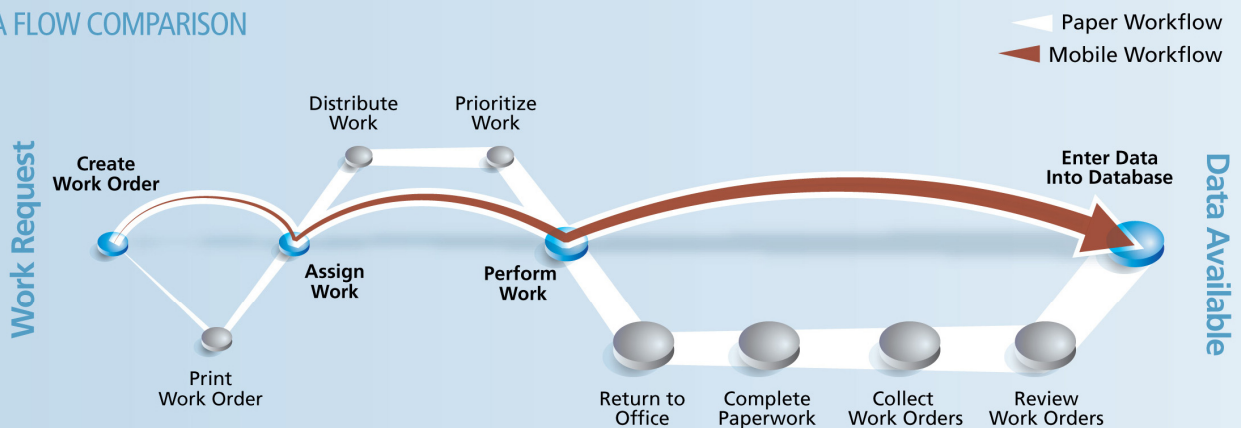 A FLOW COMPARISON
Paper Workflow
Mobile Workflow
Work Request
Create
Work Order
Print
Work Order
Assign
Work
Distribute
Work
Prioritize
Work
Perform
Work
Return to
Office
Complete
Paperwork
Collect
Work Orders
Review
Work Orders
Enter Data
Into Database
Data Available